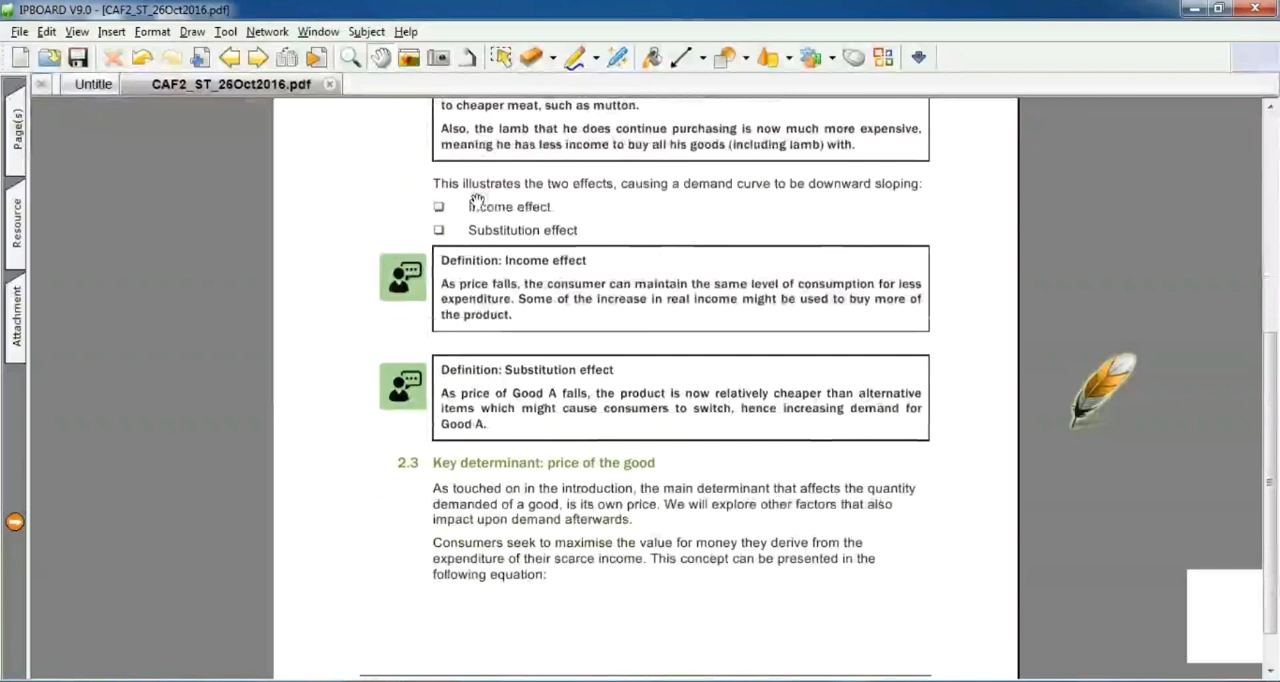 IPBOARD V9.0 - [CAF2_ST_26Oct2016.pdf]
File Edit View Insert Format Draw Tool Network Window Subject Help
Untitle CAF2_ST_26Oct2016.pdf
Page(s)
Resource
Attachment
to cheaper meat, such as mutton.
Also, the lamb that he does continue purchasing is now much more expensive,
meaning he has less income to buy all his goods (including lamb) with.
This illustrates the two effects, causing a demand curve to be downward sloping:
Income effect
Substitution effect
Definition: Income effect
As price falls, the consumer can maintain the same level of consumption for less
expenditure. Some of the increase in real income might be used to buy more of
the product.
Definition: Substitution effect
As price of Good A falls, the product is now relatively cheaper than alternative
items which might cause consumers to switch, hence increasing demand for
Good A.
2.3 Key determinant: price of the good
As touched on in the introduction, the main determinant that affects the quantity
demanded of a good, is its own price. We will explore other factors that also
impact upon demand afterwards.
Consumers seek to maximise the value for money they derive from the
expenditure of their scarce income. This concept can be presented in the
following equation: